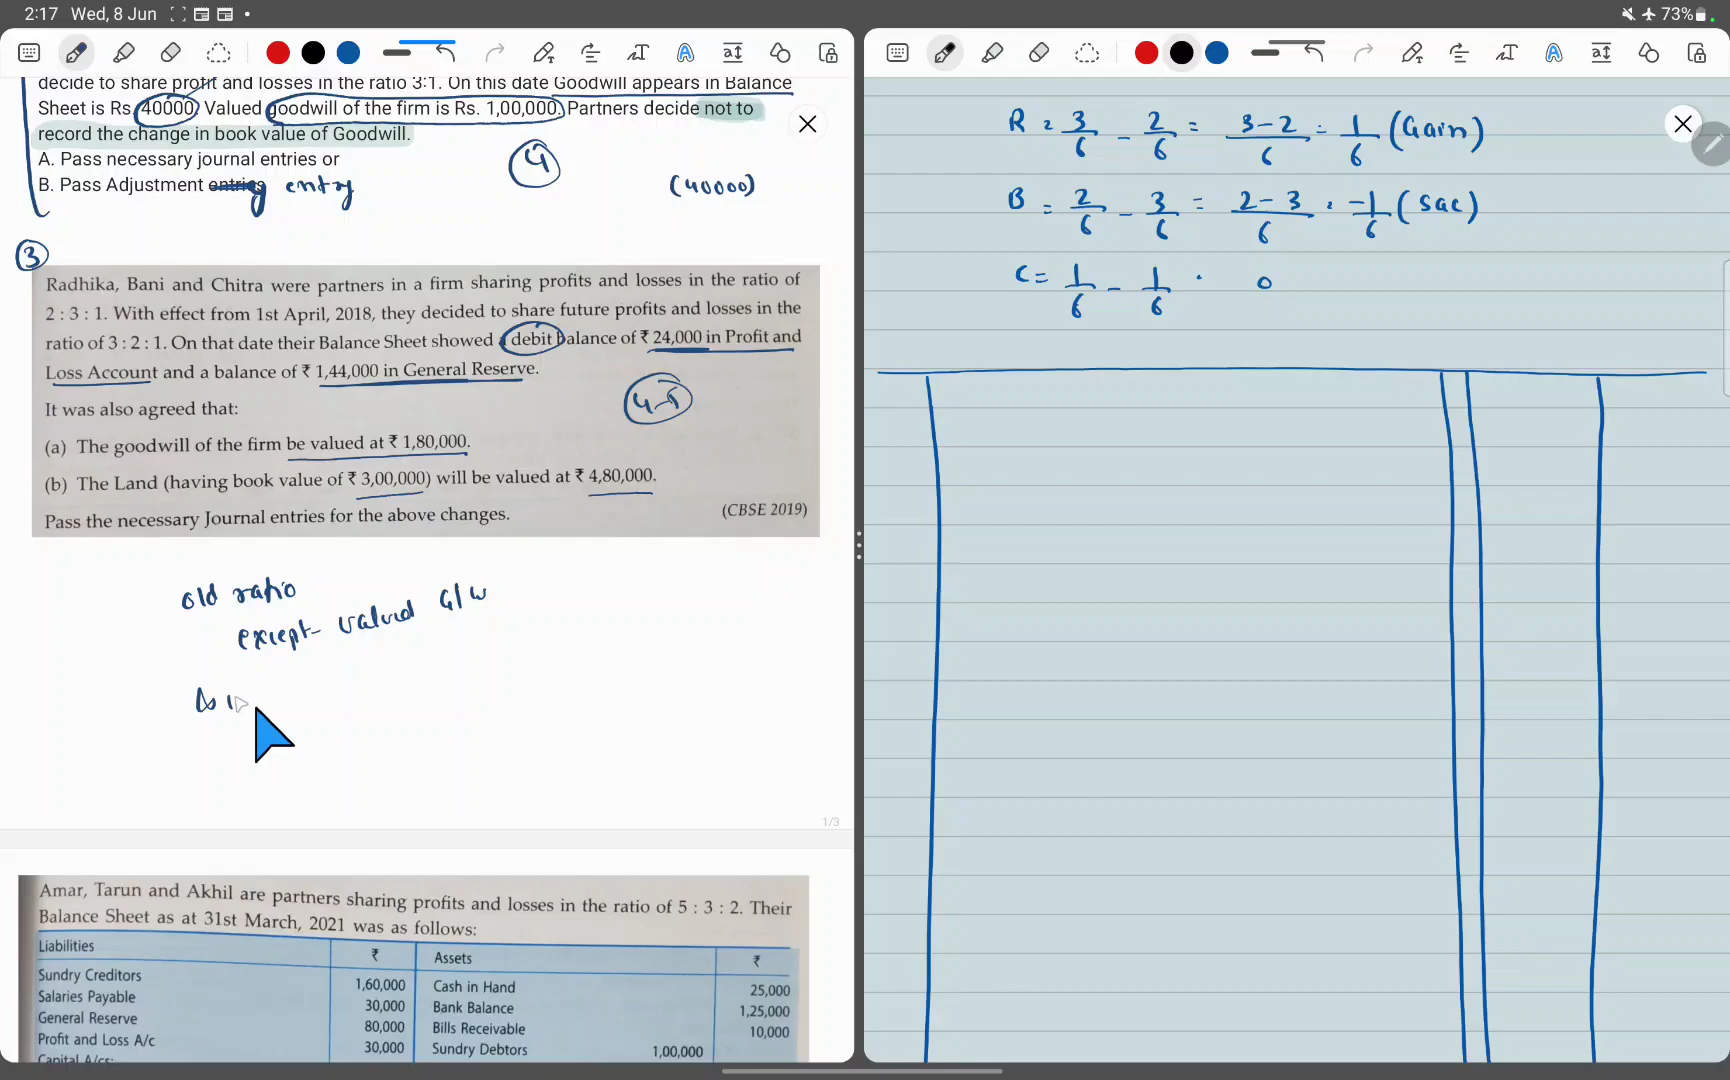 2:17 Wed, 8 Jun
73%
decide to share profit and losses in the ratio 3:1. On this date Goodwill appears in Balance
Sheet is Rs. 40000. Valued goodwill of the firm is Rs. 1,00,000. Partners decide not to
record the change in book value of Goodwill.
A. Pass necessary journal entries or
B. Pass Adjustment entries entry
4
(40000)
3
Radhika, Bani and Chitra were partners in a firm sharing profits and losses in the ratio of
2 : 3 : 1. With effect from 1st April, 2018, they decided to share future profits and losses in the
ratio of 3 : 2 : 1. On that date their Balance Sheet showed a debit balance of ₹ 24,000 in Profit and
Loss Account and a balance of ₹ 1,44,000 in General Reserve.
It was also agreed that:
4-5
(a) The goodwill of the firm be valued at ₹ 1,80,000.
(b) The Land (having book value of ₹ 3,00,000) will be valued at ₹ 4,80,000.
Pass the necessary Journal entries for the above changes.
(CBSE 2019)
old ratio
except valued G/W
1/3
Amar, Tarun and Akhil are partners sharing profits and losses in the ratio of 5 : 3 : 2. Their
Balance Sheet as at 31st March, 2021 was as follows:
Liabilities ₹ Assets ₹
Sundry Creditors 1,60,000 Cash in Hand 25,000
Salaries Payable 30,000 Bank Balance 1,25,000
General Reserve 80,000 Bills Receivable 10,000
Profit and Loss A/c 30,000 Sundry Debtors 1,00,000
Capital A/cs:
R = 3/6 - 2/6 = 3-2/6 = 1/6 (Gain)
B = 2/6 - 3/6 = 2-3/6 = -1/6 (Sac)
C = 1/6 - 1/6 = 0